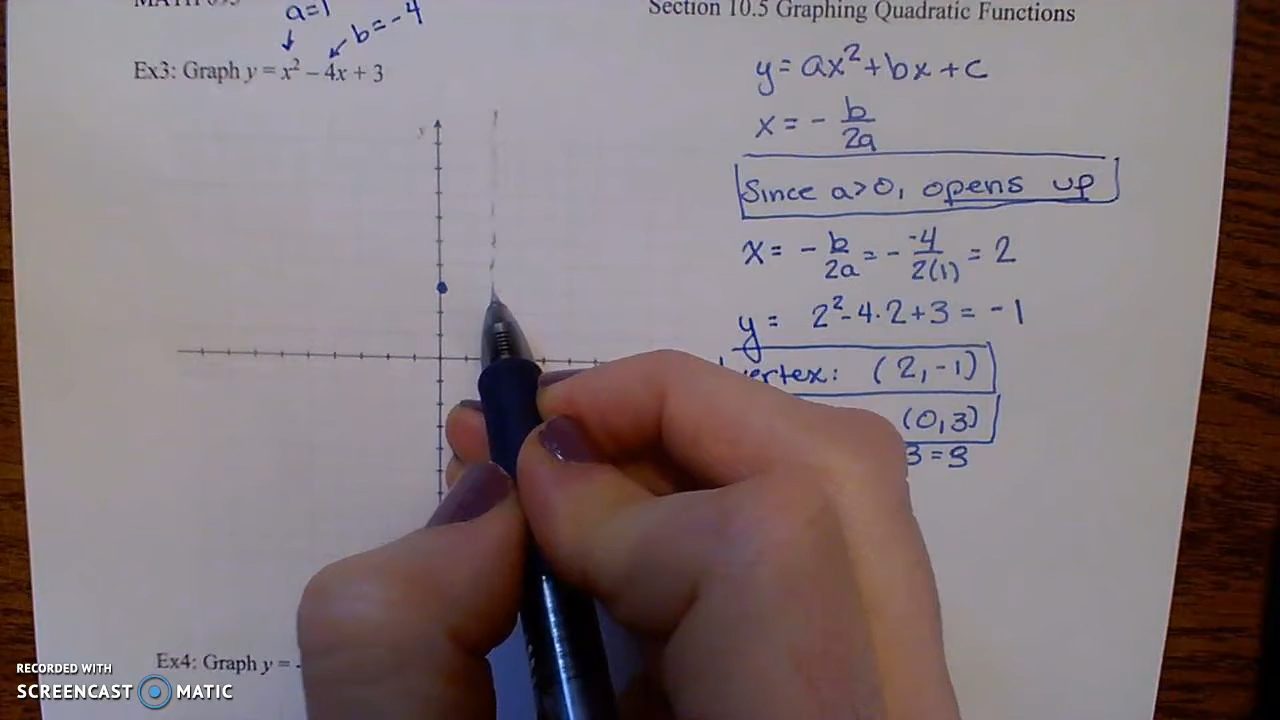 Section 10.5 Graphing Quadratic Functions
a=1
b=-4
Ex3: Graph y = x² – 4x + 3
y
y=ax²+bx+c
x = - b/2a
Since a>0, opens up
x = - b/2a = - -4/2(1) = 2
y = 2²-4·2+3 = -1
vertex: (2,-1)
(0,3)
3=3
Ex4: Graph y = -
RECORDED WITH
SCREENCAST MATIC